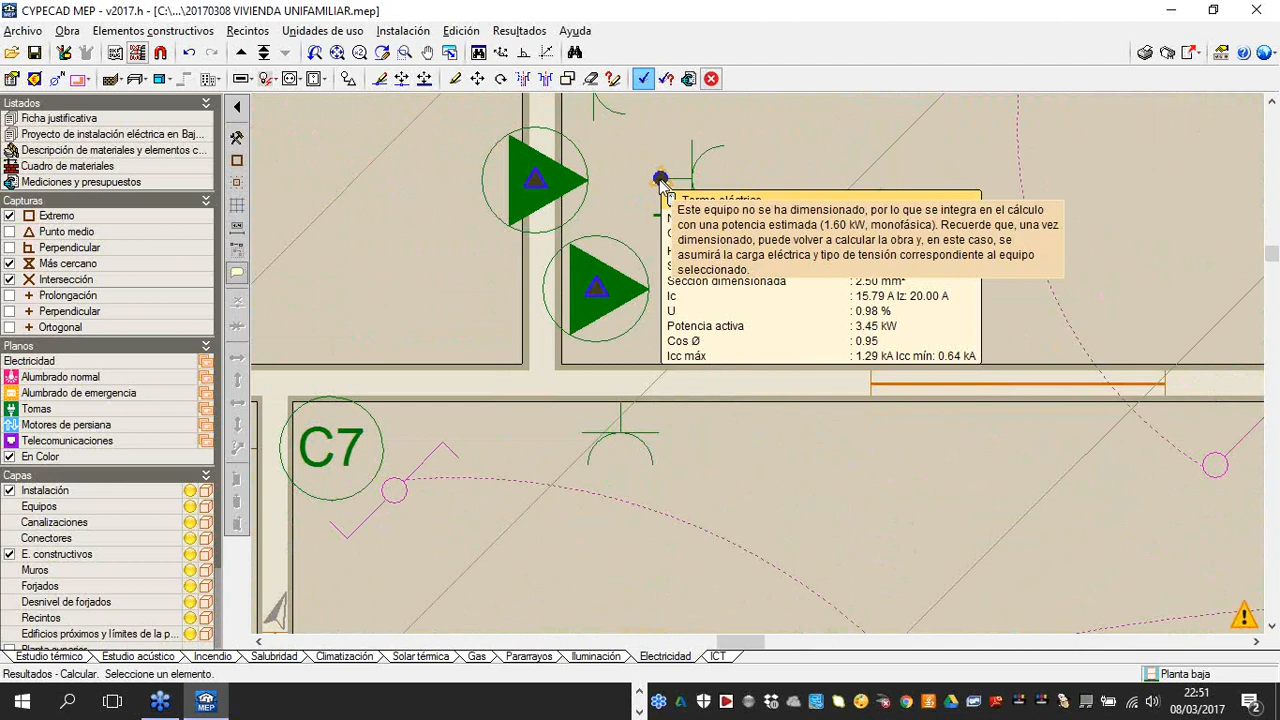 CYPECAD MEP - v2017.h - [C:\...\20170308 VIVIENDA UNIFAMILIAR.mep]
Archivo Obra Elementos constructivos Recintos Unidades de uso Instalación Edición Resultados Ayuda
Listados
Ficha justificativa
Proyecto de instalación eléctrica en Baj...
Descripción de materiales y elementos c...
Cuadro de materiales
Mediciones y presupuestos
Capturas
Extremo
Punto medio
Perpendicular
Más cercano
Intersección
Prolongación
Perpendicular
Ortogonal
Planos
Electricidad
Alumbrado normal
Alumbrado de emergencia
Tomas
Motores de persiana
Telecomunicaciones
En Color
Capas
Instalación
Equipos
Canalizaciones
Conectores
E. constructivos
Muros
Forjados
Desnivel de forjados
Recintos
Edificios próximos y límites de la p...
Termo eléctrico
Este equipo no se ha dimensionado, por lo que se integra en el cálculo
con una potencia estimada (1.60 kW, monofásica). Recuerde que, una vez
dimensionado, puede volver a calcular la obra y, en este caso, se
asumirá la carga eléctrica y tipo de tensión correspondiente al equipo
seleccionado.
Sección dimensionada : 2.50 mm²
Ic : 15.79 A Iz: 20.00 A
U : 0.98 %
Potencia activa : 3.45 kW
Cos Ø : 0.95
Icc máx : 1.29 kA Icc mín: 0.64 kA
C7
Estudio térmico Estudio acústico Incendio Salubridad Climatización Solar térmica Gas Pararrayos Iluminación Electricidad ICT
Resultados - Calcular. Seleccione un elemento.
Planta baja
MEP
22:51
08/03/2017
2